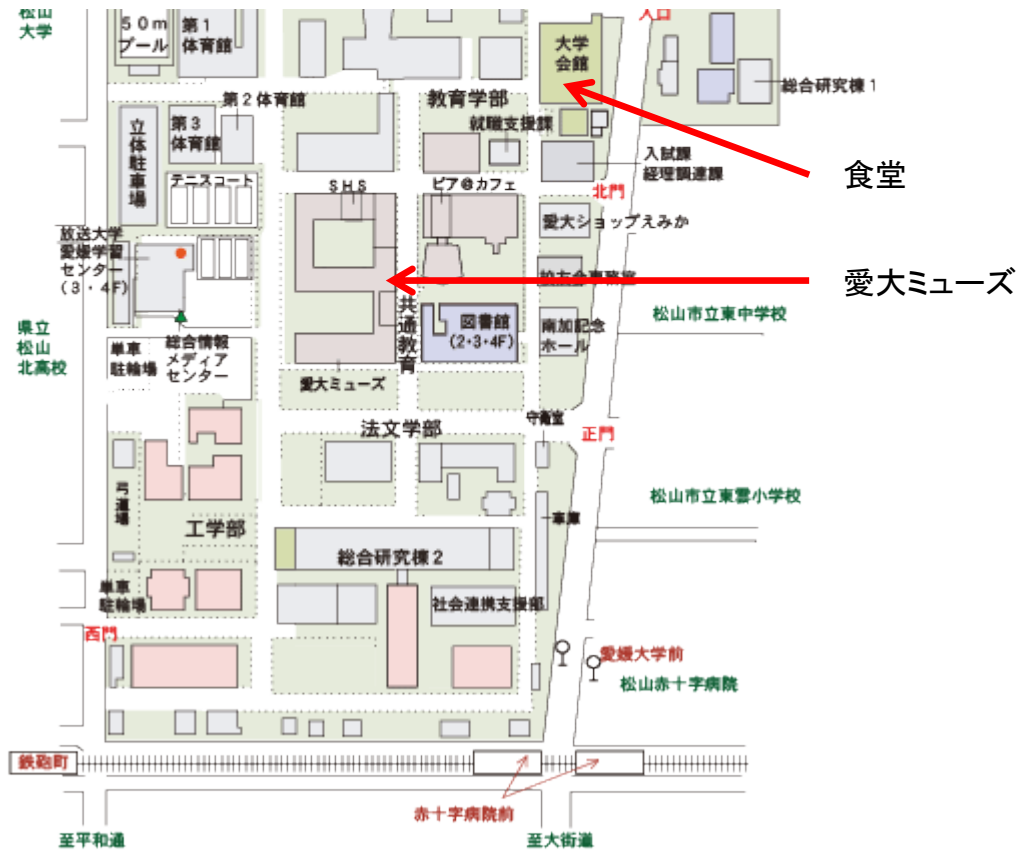 松山
大学
50m
プール
第1
体育館
大学
会館
入口
総合研究棟1
第2体育館
教育学部
就職支援課
立体駐車場
第3
体育館
入試課
経理調達課
食堂
テニスコート
SHS
ピア@カフェ
北門
愛大ショップえみか
放送大学
愛媛学習
センター
(3・4F)
校友会事務室
愛大ミューズ
共通教育
図書館
(2・3・4F)
南加記念
ホール
松山市立東中学校
県立
松山
北高校
単車
駐輪場
総合情報
メディア
センター
愛大ミューズ
法文学部
守衛室
正門
弓道場
松山市立東雲小学校
工学部
車庫
総合研究棟2
単車
駐輪場
社会連携支援部
西門
愛媛大学前
松山赤十字病院
鉄砲町
赤十字病院前
至平和通
至大街道